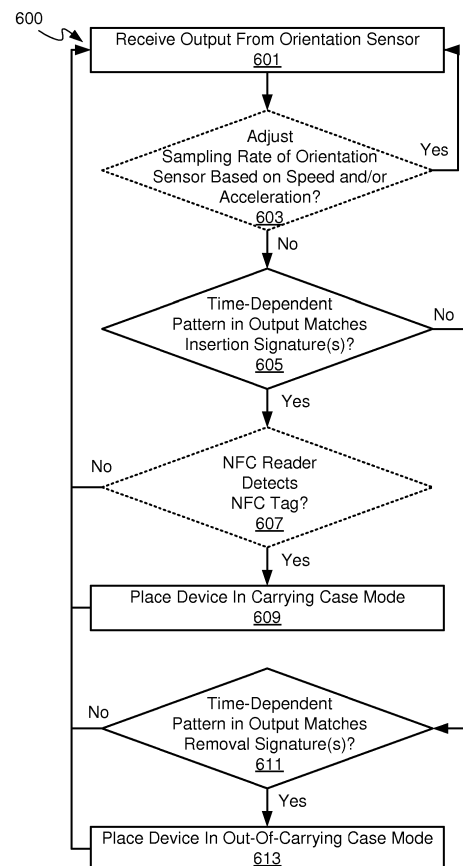 600
Receive Output From Orientation Sensor
601
Adjust
Sampling Rate of Orientation
Sensor Based on Speed and/or
Acceleration?
603
Yes
No
Time-Dependent
Pattern in Output Matches
Insertion Signature(s)?
605
No
Yes
NFC Reader
Detects
NFC Tag?
607
No
Yes
Place Device In Carrying Case Mode
609
Time-Dependent
Pattern in Output Matches
Removal Signature(s)?
611
No
Yes
Place Device In Out-Of-Carrying Case Mode
613